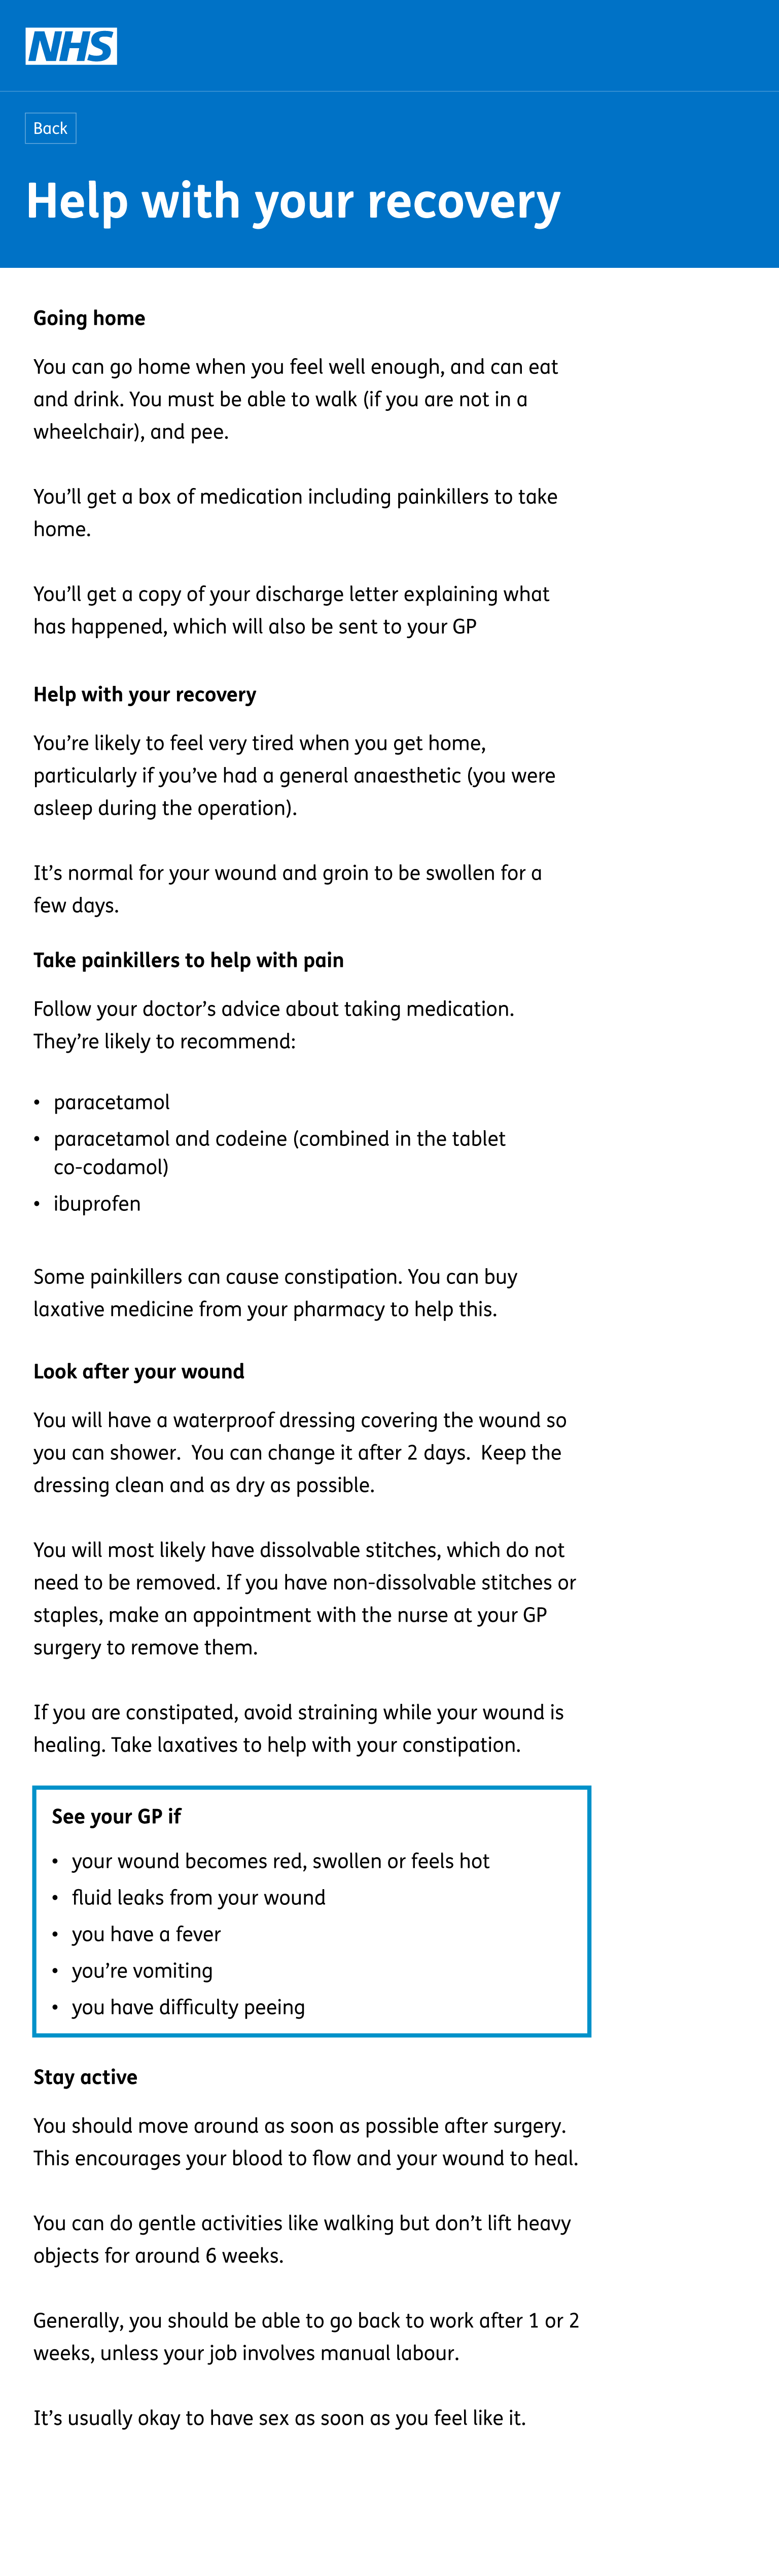 NHS
Back
Help with your recovery
Going home
You can go home when you feel well enough, and can eat
and drink. You must be able to walk (if you are not in a
wheelchair), and pee.
You’ll get a box of medication including painkillers to take
home.
You’ll get a copy of your discharge letter explaining what
has happened, which will also be sent to your GP
Help with your recovery
You’re likely to feel very tired when you get home,
particularly if you’ve had a general anaesthetic (you were
asleep during the operation).
It’s normal for your wound and groin to be swollen for a
few days.
Take painkillers to help with pain
Follow your doctor’s advice about taking medication.
They’re likely to recommend:
• paracetamol
• paracetamol and codeine (combined in the tablet
co-codamol)
• ibuprofen
Some painkillers can cause constipation. You can buy
laxative medicine from your pharmacy to help this.
Look after your wound
You will have a waterproof dressing covering the wound so
you can shower.  You can change it after 2 days.  Keep the
dressing clean and as dry as possible.
You will most likely have dissolvable stitches, which do not
need to be removed. If you have non-dissolvable stitches or
staples, make an appointment with the nurse at your GP
surgery to remove them.
If you are constipated, avoid straining while your wound is
healing. Take laxatives to help with your constipation.
See your GP if
• your wound becomes red, swollen or feels hot
• fluid leaks from your wound
• you have a fever
• you’re vomiting
• you have difficulty peeing
Stay active
You should move around as soon as possible after surgery.
This encourages your blood to flow and your wound to heal.
You can do gentle activities like walking but don’t lift heavy
objects for around 6 weeks.
Generally, you should be able to go back to work after 1 or 2
weeks, unless your job involves manual labour.
It’s usually okay to have sex as soon as you feel like it.